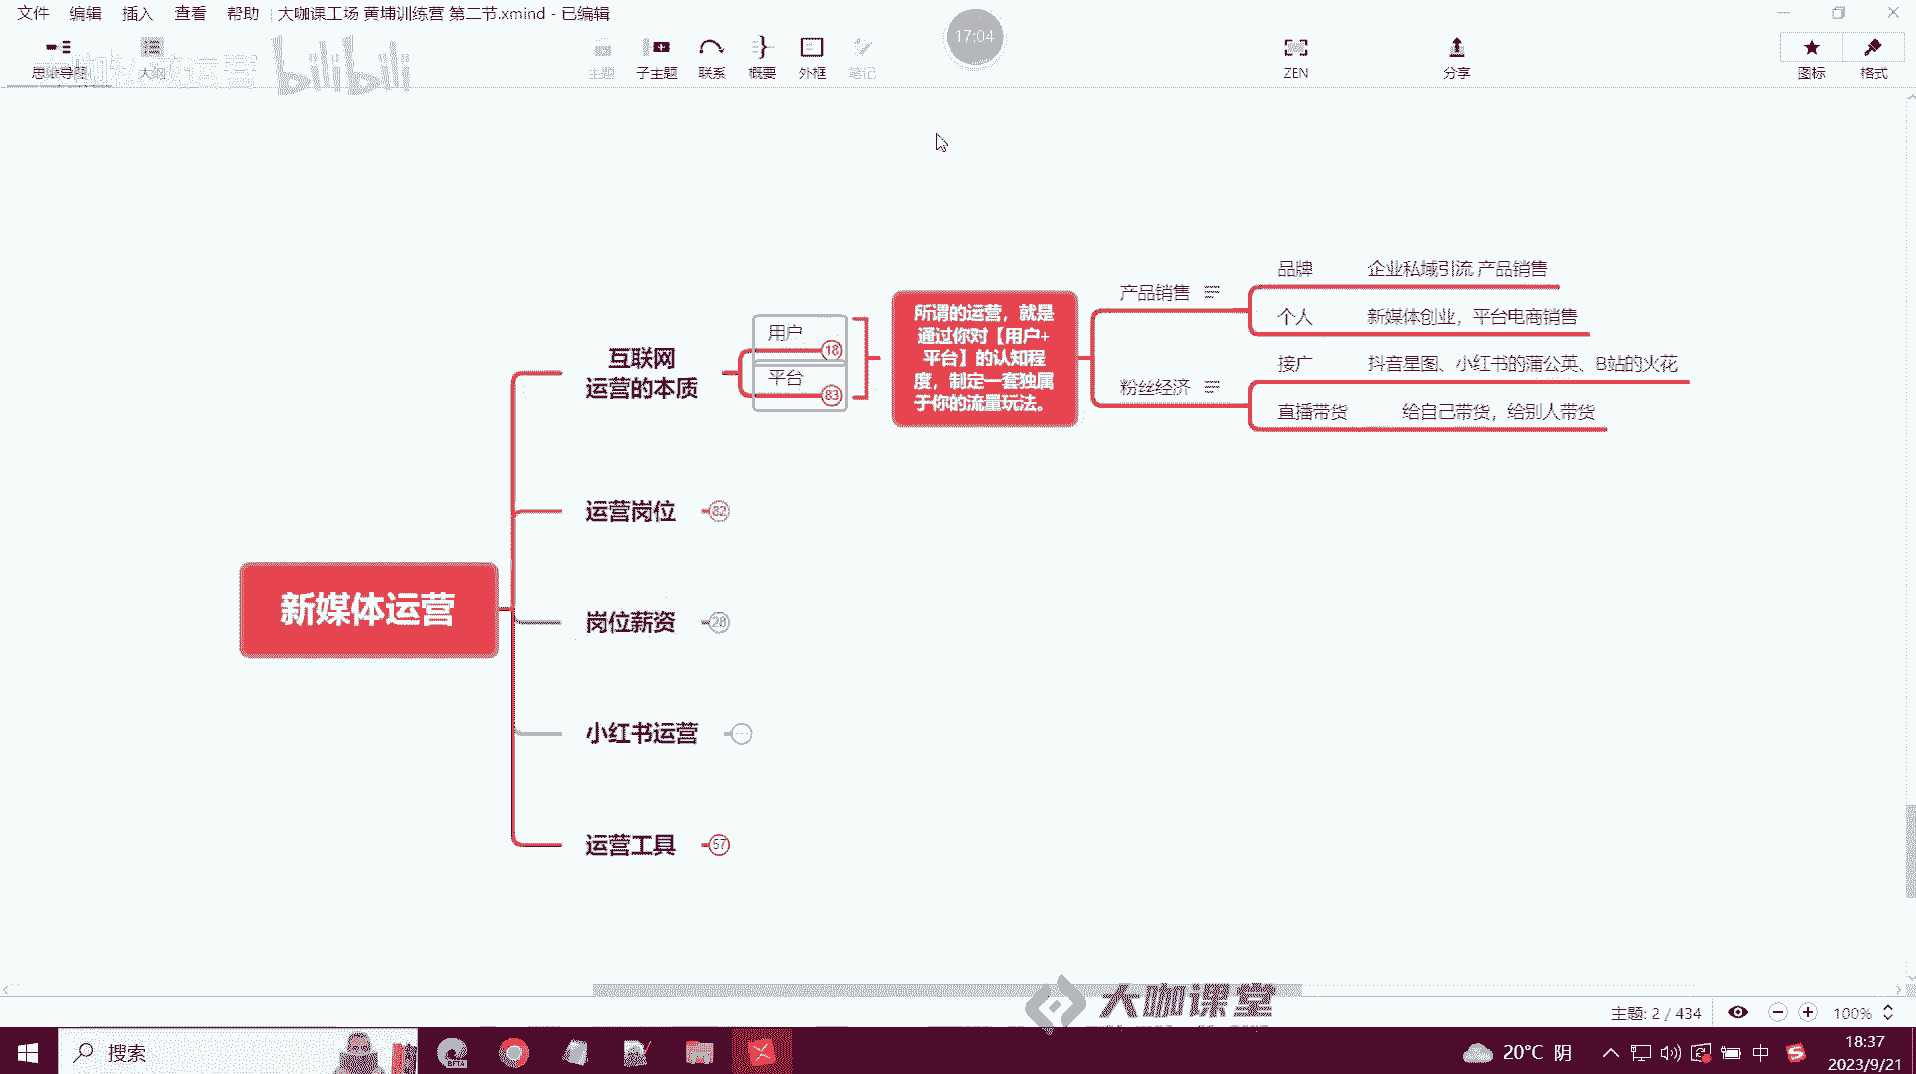 文件 编辑 插入 查看 帮助 大咖课工场 黄埔训练营 第二节.xmind - 已编辑
17:04
思维导图 大纲 主题 子主题 联系 概要 外框 笔记 ZEN 分享 图标 格式
bilibili
品牌 企业私域引流 产品销售
产品销售
个人 新媒体创业，平台电商销售
所谓的运营，就是
通过你对【用户+
平台】的认知程
度，制定一套独属
于你的流量玩法。
用户
18
平台
83
互联网
运营的本质
接广 抖音星图、小红书的蒲公英、B站的火花
粉丝经济
直播带货 给自己带货，给别人带货
运营岗位 82
新媒体运营
岗位薪资 28
小红书运营
运营工具 57
大咖课堂
主题: 2 / 434 100%
搜索
BETA
20°C 阴
中
18:37
2023/9/21